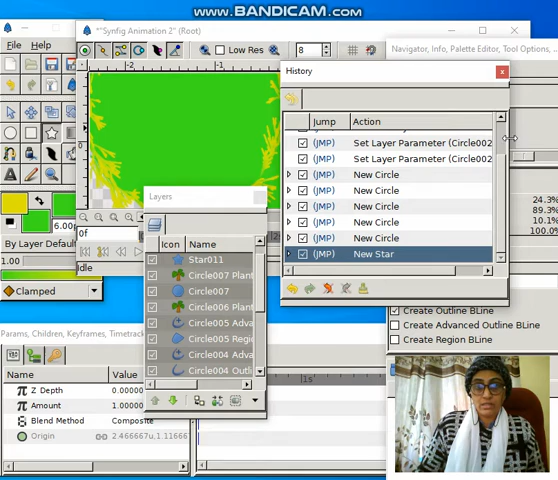 www.BANDICAM.com
File
"Synfig Animation 2" (Root)
Navigator, Info, Palette Editor, Tool Options,
Low Res
8
-2
-1
0
History
Jump
Action
(JMP) Set Layer Parameter (Circle002
(JMP) Set Layer Parameter (Circle002
(JMP) New Circle
(JMP) New Circle
(JMP) New Circle
(JMP) New Circle
(JMP) New Circle
(JMP) New Star
24.3%
89.3%
10.1%
100.0%
6.00
By Layer Default
1.00
Clamped
0f
Idle
Layers
Icon
Name
Star011
Circle007 Plant
Circle007
Circle006 Plant
Circle005 Adva
Circle005 Regi
Circle004 Adva
Circle004 Outli
Create Outline BLine
Create Advanced Outline BLine
Create Region BLine
Params, Children, Keyframes, Timetrack
Name
Value
Z Depth 0.00000
Amount 1.00000
Blend Method Composite
Origin 2.466667u,1.11666
1s